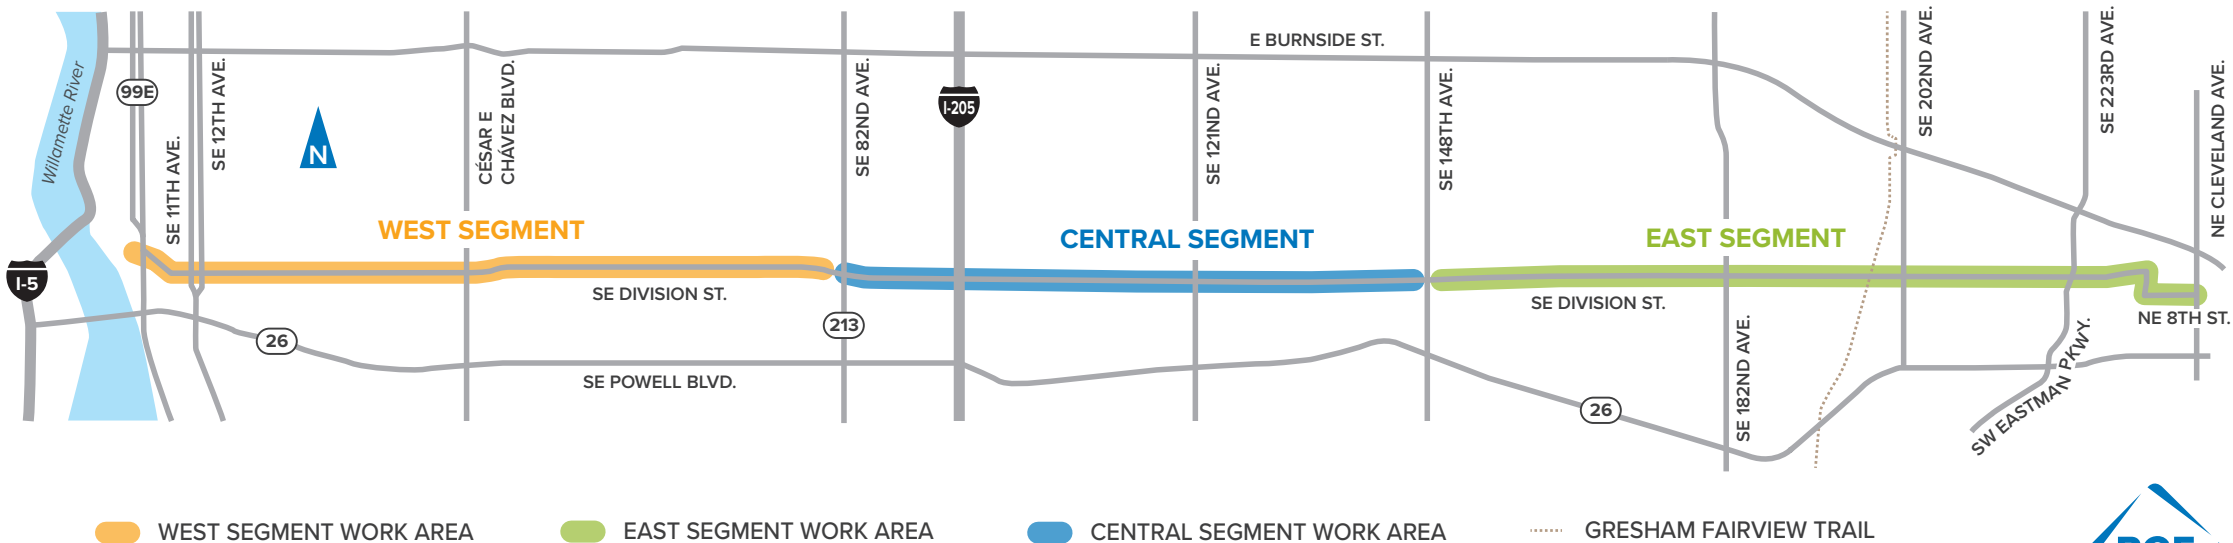 E BURNSIDE ST.
Willamette River
99E
SE 11TH AVE.
SE 12TH AVE.
N
CÉSAR E
CHÁVEZ BLVD.
SE 82ND AVE.
I-205
SE 121ND AVE.
SE 148TH AVE.
SE 202ND AVE.
SE 223RD AVE.
NE CLEVELAND AVE.
WEST SEGMENT
CENTRAL SEGMENT
EAST SEGMENT
I-5
SE DIVISION ST.
SE DIVISION ST.
NE 8TH ST.
26
213
SE POWELL BLVD.
26
SE 182ND AVE.
SW EASTMAN PKWY.
WEST SEGMENT WORK AREA
EAST SEGMENT WORK AREA
CENTRAL SEGMENT WORK AREA
GRESHAM FAIRVIEW TRAIL